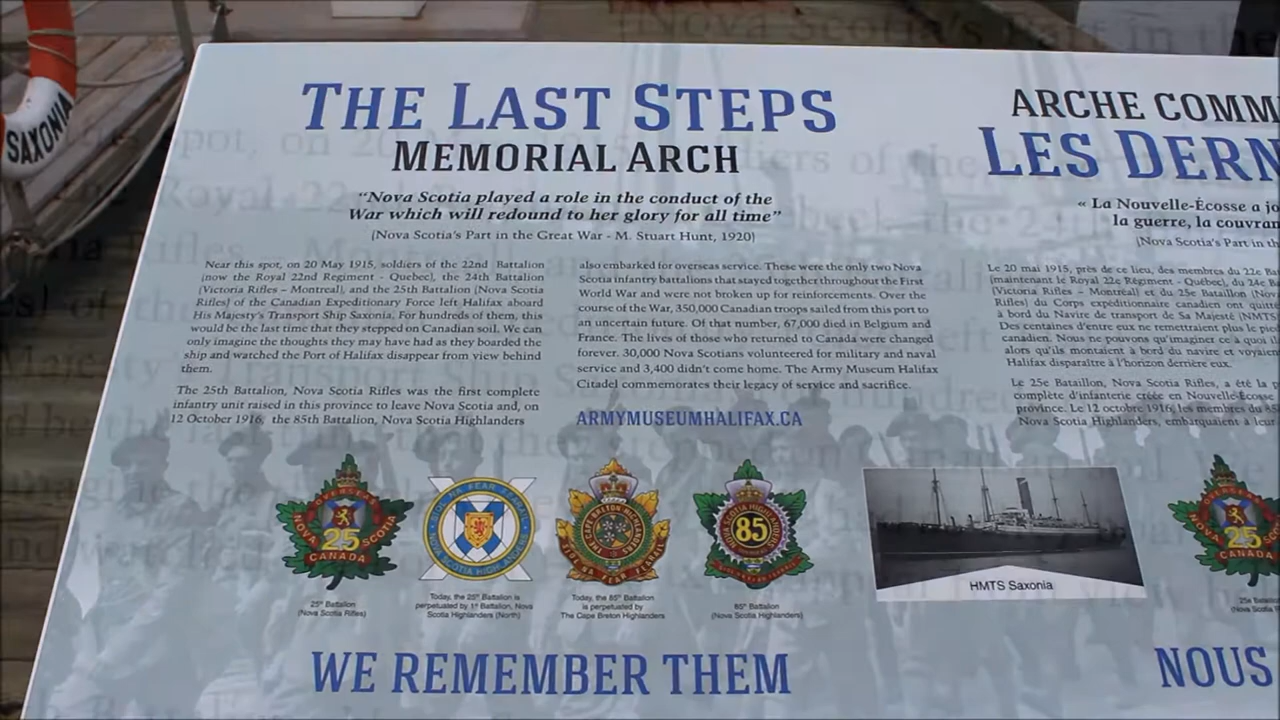 SAXONIA
THE LAST STEPS
MEMORIAL ARCH
“Nova Scotia played a role in the conduct of the
War which will redound to her glory for all time”
(Nova Scotia's Part in the Great War - M. Stuart Hunt, 1920)
Near this spot, on 20 May 1915, soldiers of the 22nd Battalion
(now the Royal 22nd Regiment - Quebec), the 24th Battalion
(Victoria Rifles – Montreal), and the 25th Battalion (Nova Scotia
Rifles) of the Canadian Expeditionary Force left Halifax aboard
His Majesty's Transport Ship Saxonia. For hundreds of them, this
would be the last time that they stepped on Canadian soil. We can
only imagine the thoughts they may have had as they boarded the
ship and watched the Port of Halifax disappear from view behind
them.
The 25th Battalion, Nova Scotia Rifles was the first complete
infantry unit raised in this province to leave Nova Scotia and, on
12 October 1916, the 85th Battalion, Nova Scotia Highlanders
also embarked for overseas service. These were the only two Nova
Scotia infantry battalions that stayed together throughout the First
World War and were not broken up for reinforcements. Over the
course of the War, 350,000 Canadian troops sailed from this port to
an uncertain future. Of that number, 67,000 died in Belgium and
France. The lives of those who returned to Canada were changed
forever. 30,000 Nova Scotians volunteered for military and naval
service and 3,400 didn't come home. The Army Museum Halifax
Citadel commemorates their legacy of service and sacrifice.
ARMYMUSEUMHALIFAX.CA
OVERSEAS
NOVA SCOTIA
25
CANADA
25th Battalion
(Nova Scotia Rifles)
NOVA SCOTIA HIGHLANDERS
Today, the 25th Battalion is
perpetuated by 1st Battalion, Nova
Scotia Highlanders (North)
THE CAPE BRETON HIGHLANDERS
Today, the 85th Battalion
is perpetuated by
The Cape Breton Highlanders
85
85th Battalion
(Nova Scotia Highlanders)
HMTS Saxonia
WE REMEMBER THEM
ARCHE COMM
LES DERN
« La Nouvelle-Écosse a jo
la guerre, la couvran
(Nova Scotia's Part in th
Le 20 mai 1915, près de ce lieu, des membres du 22e Ba
(maintenant le Royal 22e Régiment - Québec), du 24e B
(Victoria Rifles – Montréal) et du 25e Bataillon (Nov
Rifles) du Corps expéditionnaire canadien ont quit
à bord du Navire de transport de Sa Majesté (NMTS
Des centaines d'entre eux ne remettraient plus le pie
canadien. Nous ne pouvons qu'imaginer ce à quoi il
alors qu'ils montaient à bord du navire et voyaien
Halifax disparaître à l'horizon derrière eux.
Le 25e Bataillon, Nova Scotia Rifles, a été la p
complète d'infanterie créée en Nouvelle-Écosse
province. Le 12 octobre 1916, les membres du 85
Nova Scotia Highlanders, embarquaient à leur
25
CANADA
25e Batai
(Nova Scotia R
NOUS